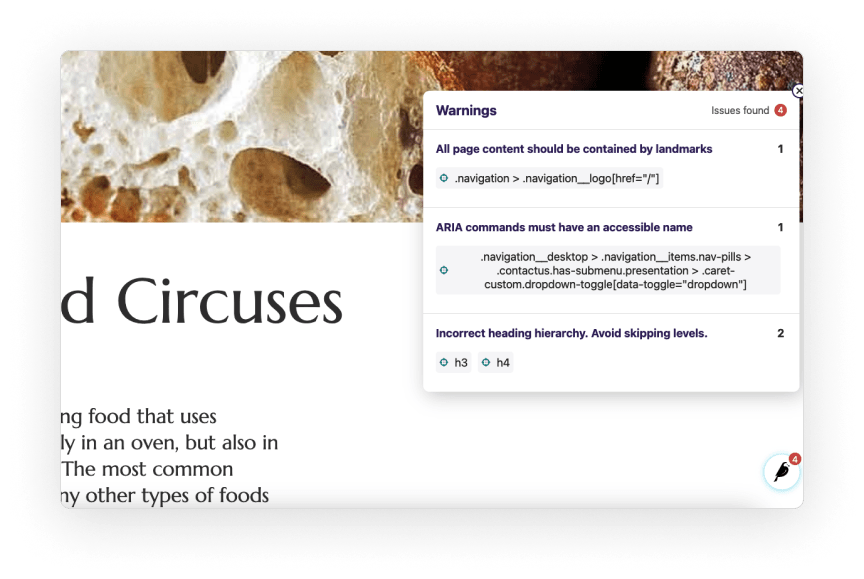 Warnings
Issues found 4
All page content should be contained by landmarks 1
.navigation > .navigation__logo[href="/"]
ARIA commands must have an accessible name 1
.navigation__desktop > .navigation__items.nav-pills >
.contactus.has-submenu.presentation > .caret-
custom.dropdown-toggle[data-toggle="dropdown"]
Incorrect heading hierarchy. Avoid skipping levels. 2
h3 h4
d Circuses
ng food that uses
ly in an oven, but also in
The most common
ny other types of foods
4